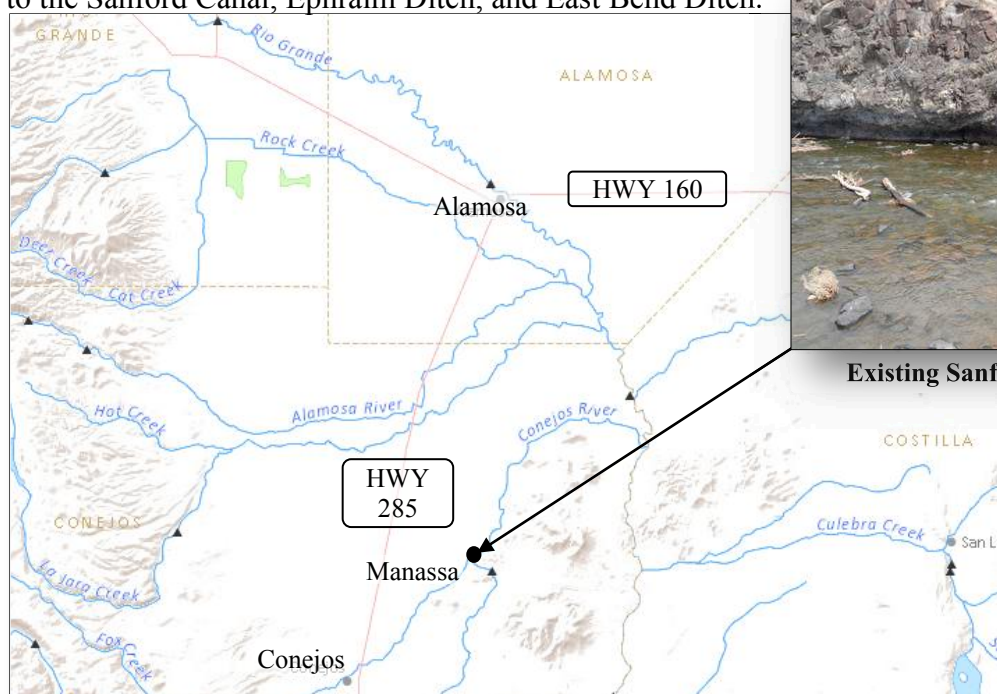 to the Sanford Canal, Ephraim Ditch, and East Bend Ditch.
GRANDE
Rio Grande
ALAMOSA
Rock Creek
HWY 160
Alamosa
Deer Creek
Cat Creek
Existing Sanf
Hot Creek
Alamosa River
Conejos River
COSTILLA
HWY
285
CONEJOS
Culebra Creek
San L
Manassa
La Jara Creek
Fox Creek
Conejos